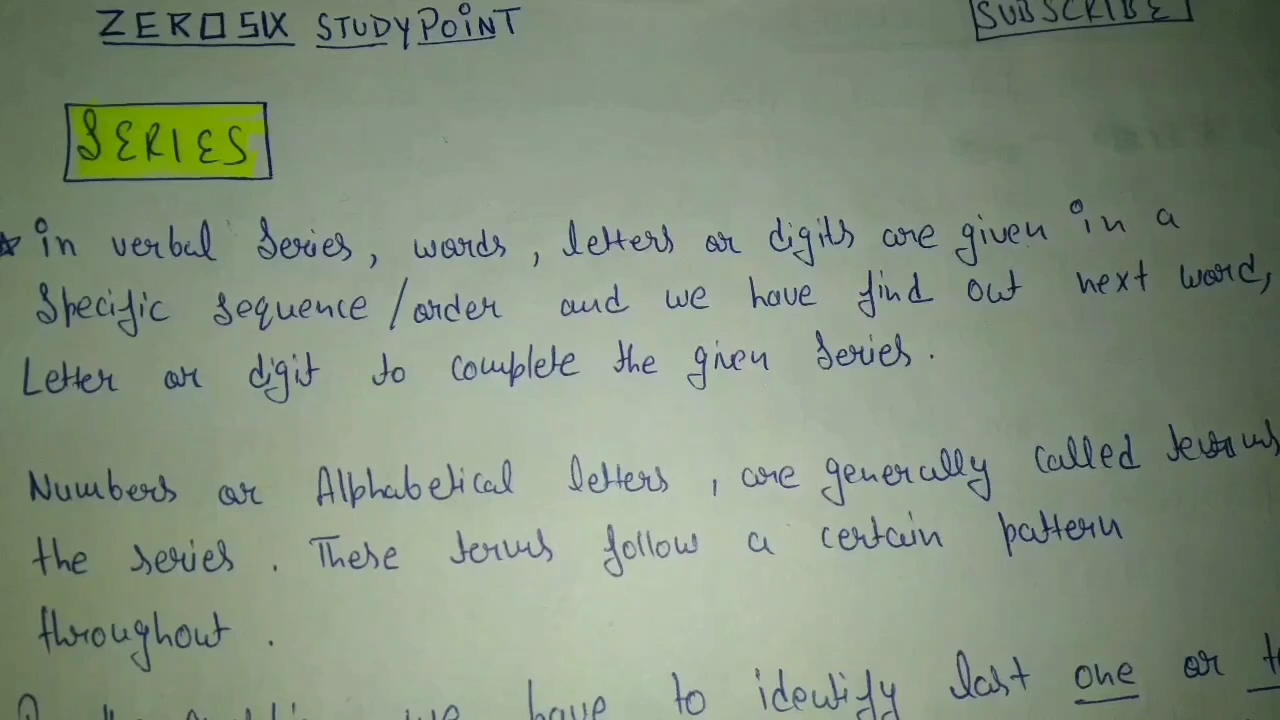 ZERO SIX STUDY POINT
SUBSCRIBE
SERIES
★ in verbal series, words, letters or digits are given in a
Specific sequence/order and we have find out next word,
Letter or digit to complete the given series.
Numbers or Alphabetical letters, are generally called terms
the series. These terms follow a certain pattern
throughout.
we have to identify last one or